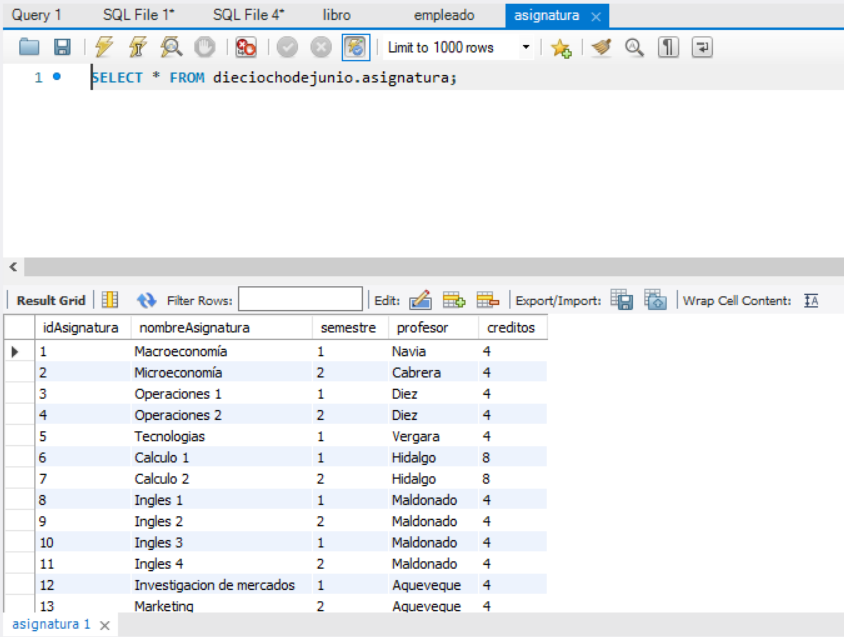 Query 1 SQL File 1* SQL File 4* libro empleado asignatura
Limit to 1000 rows
1 SELECT * FROM dieciochodejunio.asignatura;
Result Grid Filter Rows: Edit: Export/Import: Wrap Cell Content: IA
idAsignatura nombreAsignatura semestre profesor creditos
1 Macroeconomía 1 Navia 4
2 Microeconomía 2 Cabrera 4
3 Operaciones 1 1 Diez 4
4 Operaciones 2 2 Diez 4
5 Tecnologias 1 Vergara 4
6 Calculo 1 1 Hidalgo 8
7 Calculo 2 2 Hidalgo 8
8 Ingles 1 1 Maldonado 4
9 Ingles 2 2 Maldonado 4
10 Ingles 3 1 Maldonado 4
11 Ingles 4 2 Maldonado 4
12 Investigacion de mercados 1 Aqueveque 4
13 Marketing 2 Aqueveque 4
asignatura 1